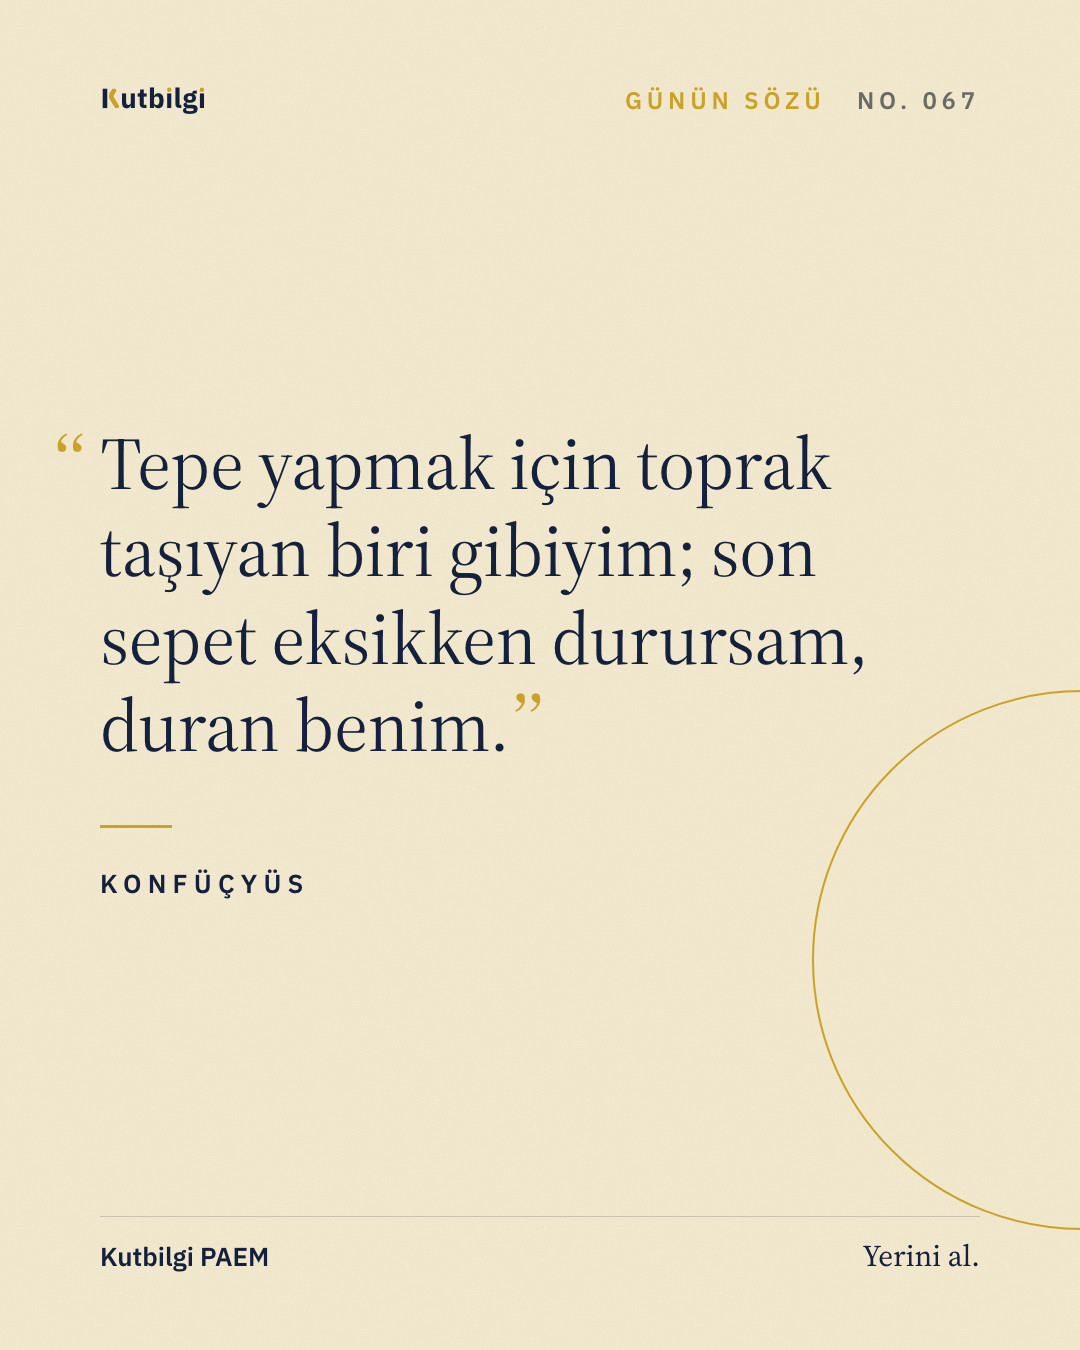 Kutbilgi
GÜNÜN SÖZÜ NO. 067
“Tepe yapmak için toprak
taşıyan biri gibiyim; son
sepet eksikken durursam,
duran benim.”
KONFÜÇYÜS
Kutbilgi PAEM
Yerini al.